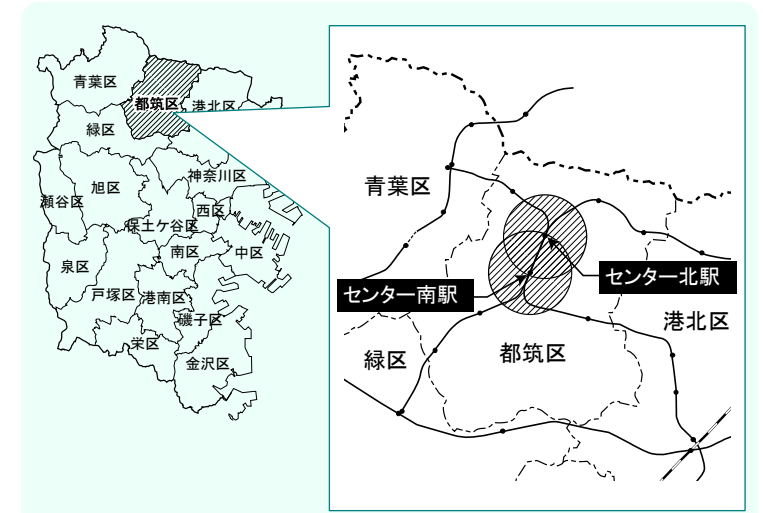 青葉区
都筑区
港北区
緑区
神奈川区
旭区
瀬谷区
西区
保土ケ谷区
南区
中区
泉区
戸塚区
港南区
磯子区
栄区
金沢区
青葉区
センター北駅
センター南駅
港北区
都筑区
緑区